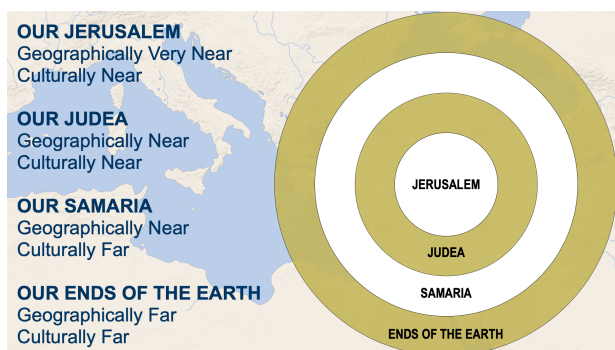 OUR JERUSALEM
Geographically Very Near
Culturally Near
OUR JUDEA
Geographically Near
Culturally Near
OUR SAMARIA
Geographically Near
Culturally Far
OUR ENDS OF THE EARTH
Geographically Far
Culturally Far
JERUSALEM
JUDEA
SAMARIA
ENDS OF THE EARTH